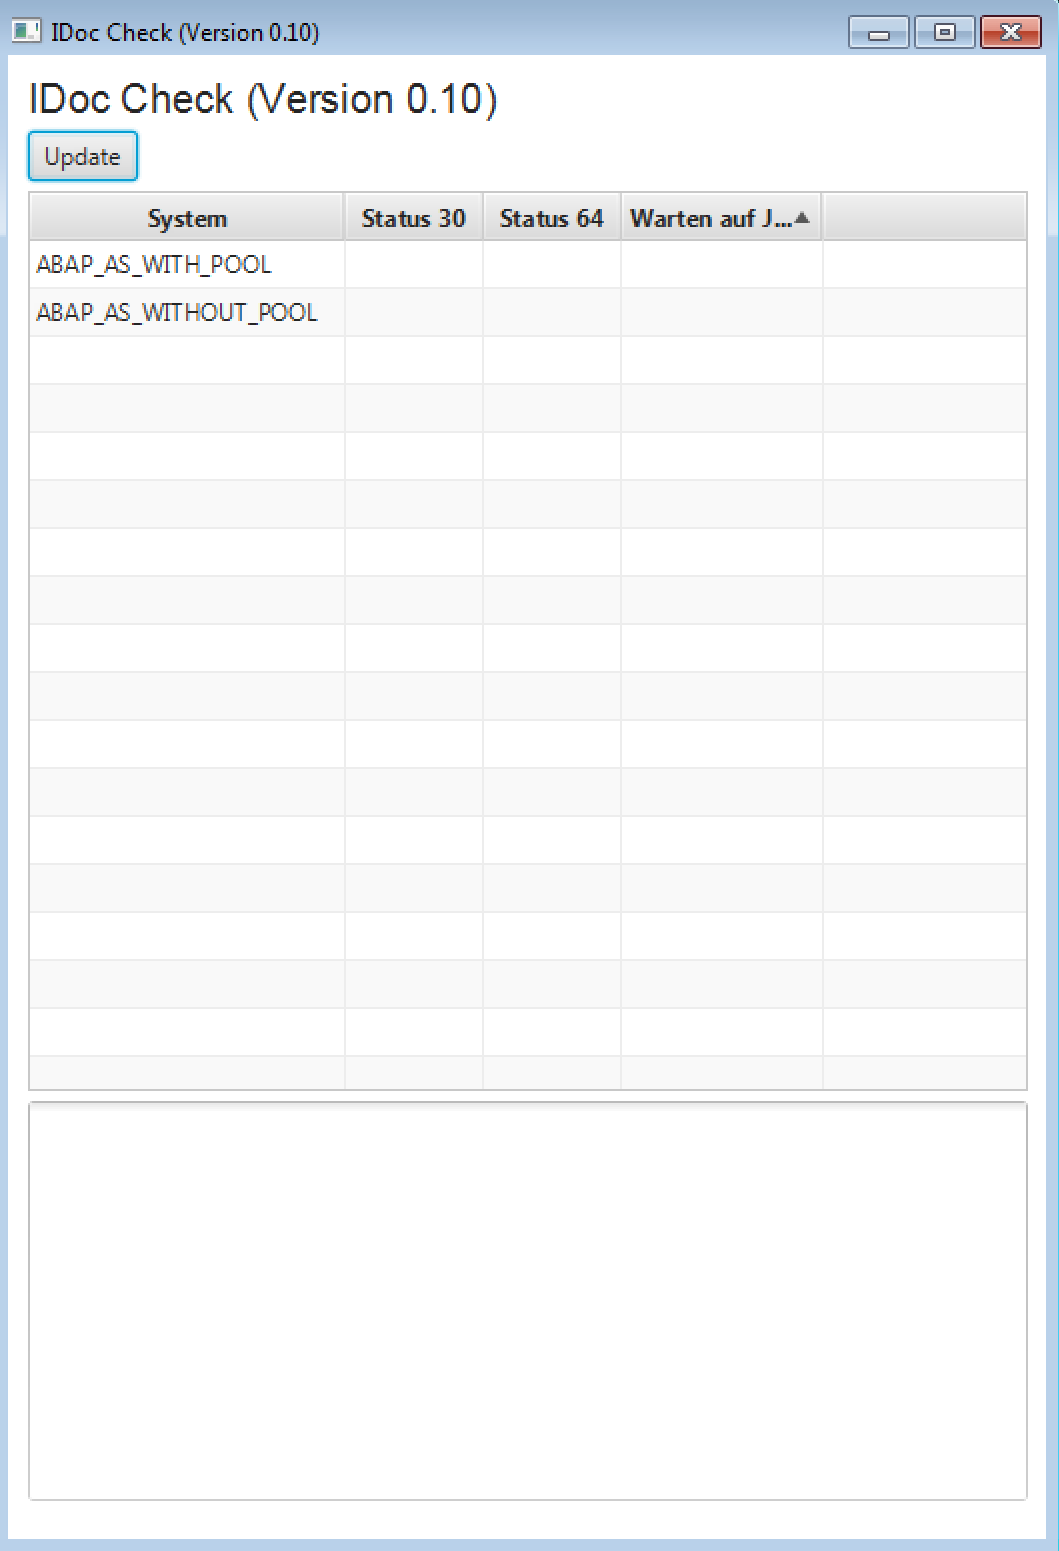 IDoc Check (Version 0.10)
IDoc Check (Version 0.10)
Update
System Status 30 Status 64 Warten auf J...
ABAP_AS_WITH_POOL
ABAP_AS_WITHOUT_POOL